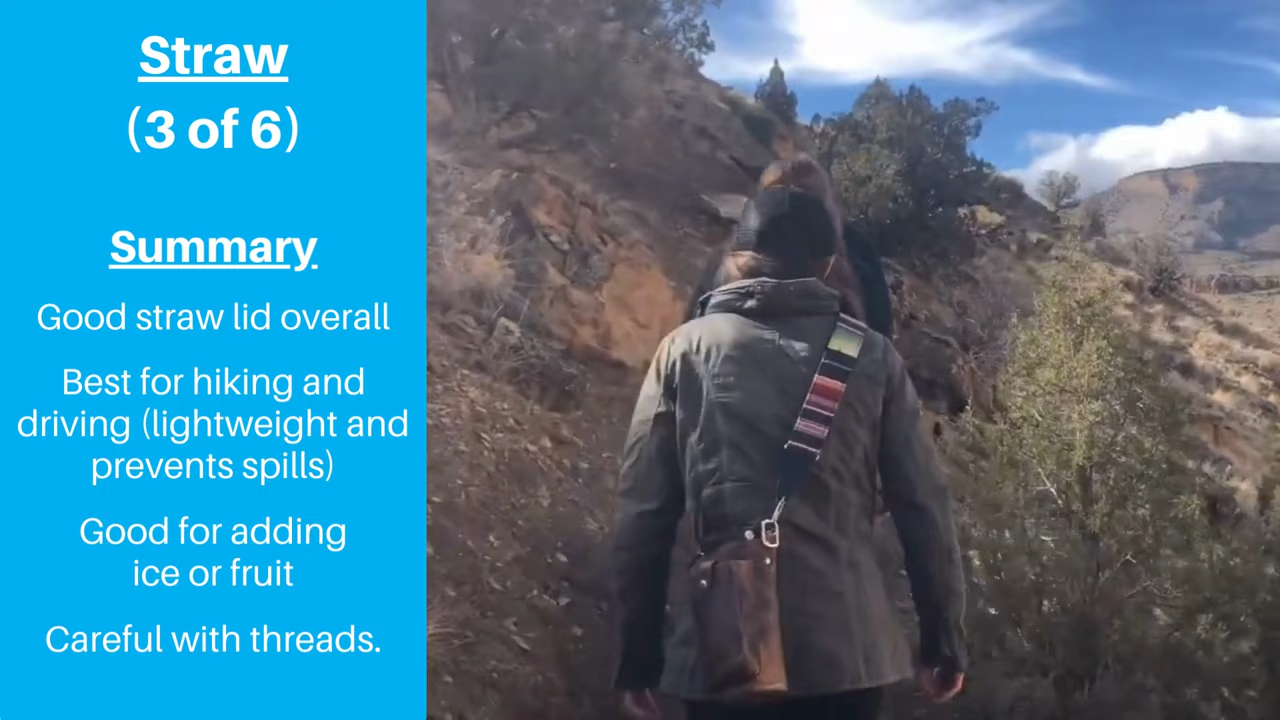 Straw
(3 of 6)
Summary
Good straw lid overall
Best for hiking and
driving (lightweight and
prevents spills)
Good for adding
ice or fruit
Careful with threads.